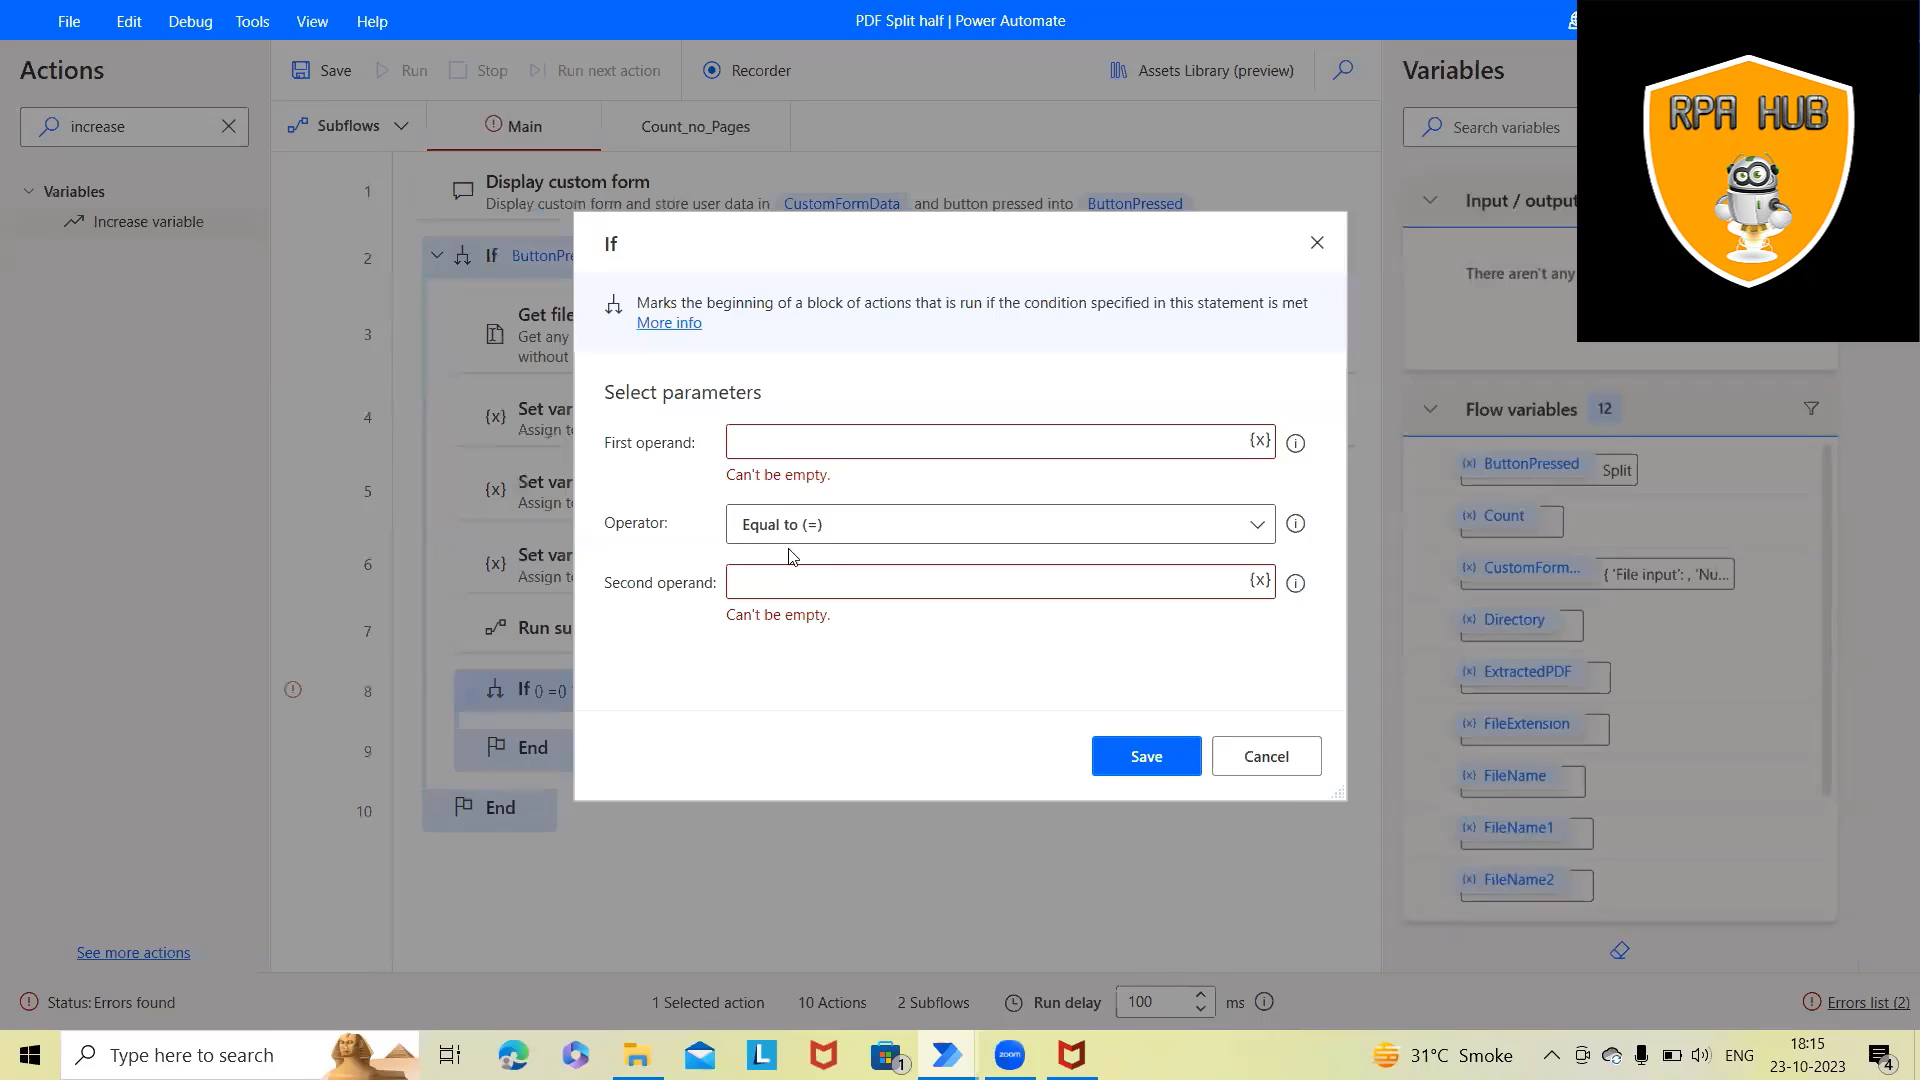 File Edit Debug Tools View Help
PDF Split half | Power Automate
Actions
Save Run Stop Run next action Recorder
Assets Library (preview)
Variables
increase
Subflows Main Count_no_Pages
Search variables
RPA HUB
Variables
Increase variable
1 Display custom form
Display custom form and store user data in CustomFormData and button pressed into ButtonPressed
Input / output
There aren't any
2 If ButtonPre
3 Get file
Get any
without
4 {x} Set var
Assign to
5 {x} Set var
Assign to
6 {x} Set var
Assign to
7 Run su
8 If () =()
9 End
10 End
If
Marks the beginning of a block of actions that is run if the condition specified in this statement is met
More info
Select parameters
First operand: {x}
Can't be empty.
Operator: Equal to (=)
Second operand: {x}
Can't be empty.
Save Cancel
Flow variables 12
(x) ButtonPressed Split
(x) Count
(x) CustomForm... { 'File input': , 'Nu...
(x) Directory
(x) ExtractedPDF
(x) FileExtension
(x) FileName
(x) FileName1
(x) FileName2
See more actions
Status: Errors found
1 Selected action 10 Actions 2 Subflows Run delay 100 ms
Errors list (2)
Type here to search
L
1
zoom
31°C Smoke
ENG
18:15
23-10-2023
4